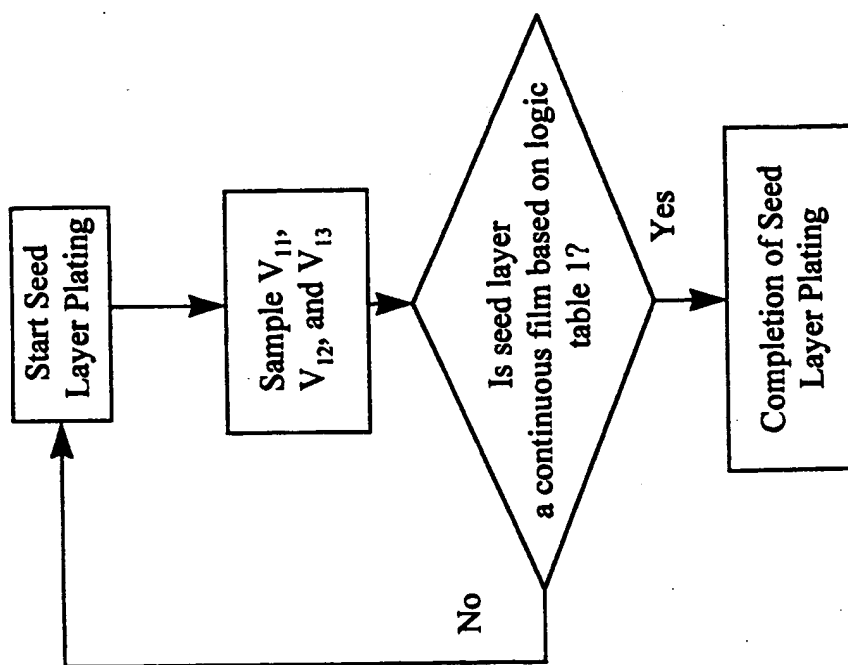 Start Seed
Layer Plating
Sample V₁₁,
V₁₂, and V₁₃
Is seed layer
a continuous film based on logic
table 1?
No
Yes
Completion of Seed
Layer Plating